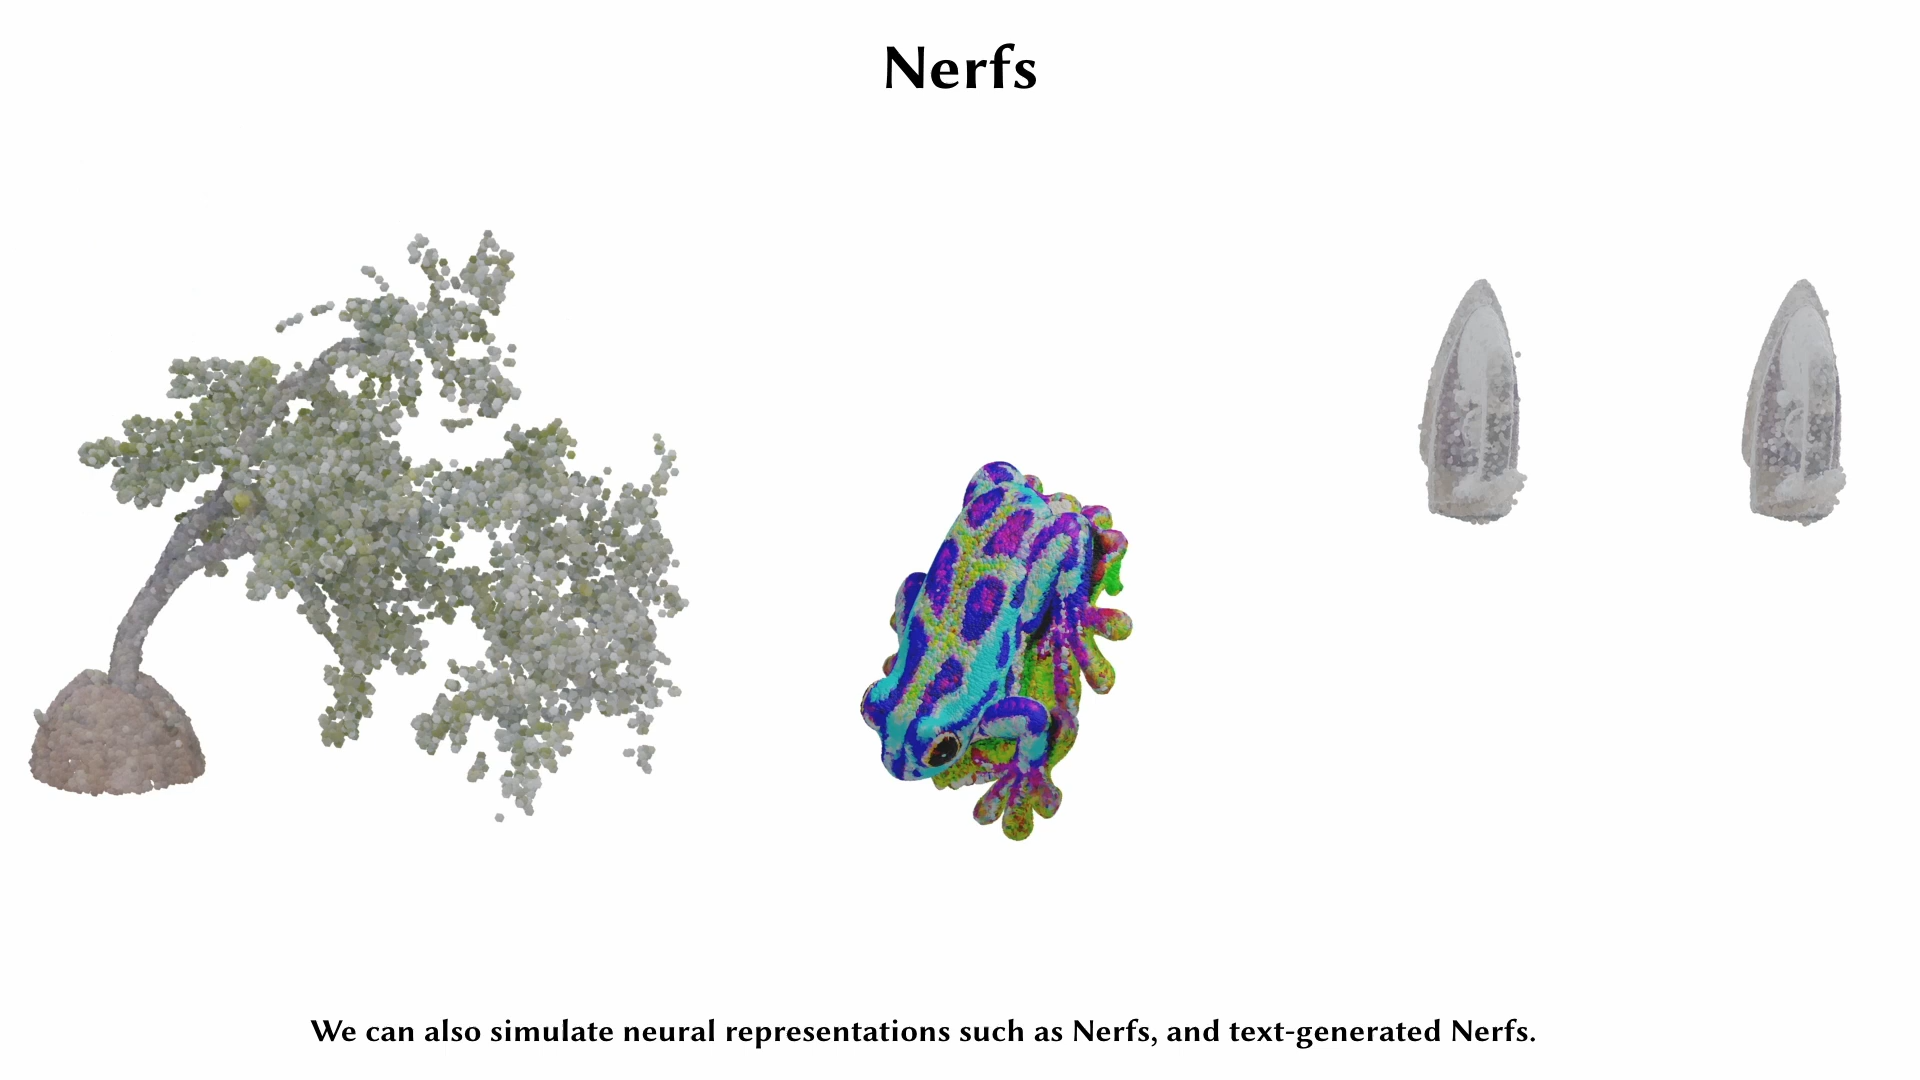 Nerfs
We can also simulate neural representations such as Nerfs, and text-generated Nerfs.